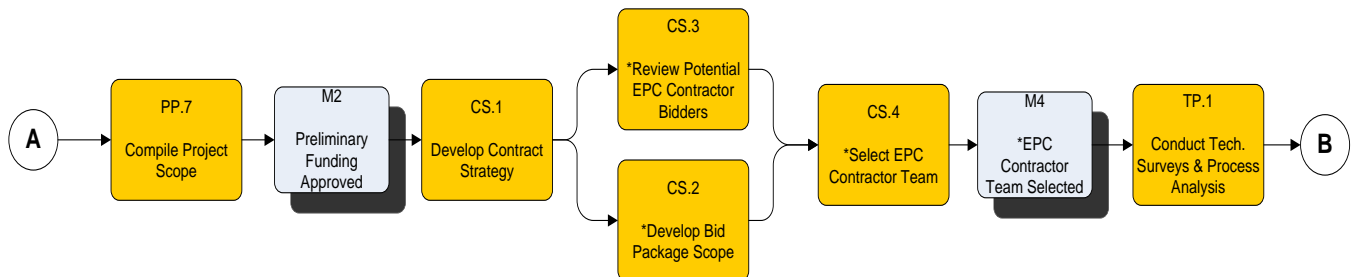 A
PP.7
Compile Project
Scope
M2
Preliminary
Funding
Approved
CS.1
Develop Contract
Strategy
CS.3
*Review Potential
EPC Contractor
Bidders
CS.2
*Develop Bid
Package Scope
CS.4
*Select EPC
Contractor Team
M4
*EPC
Contractor
Team Selected
TP.1
Conduct Tech.
Surveys & Process
Analysis
B